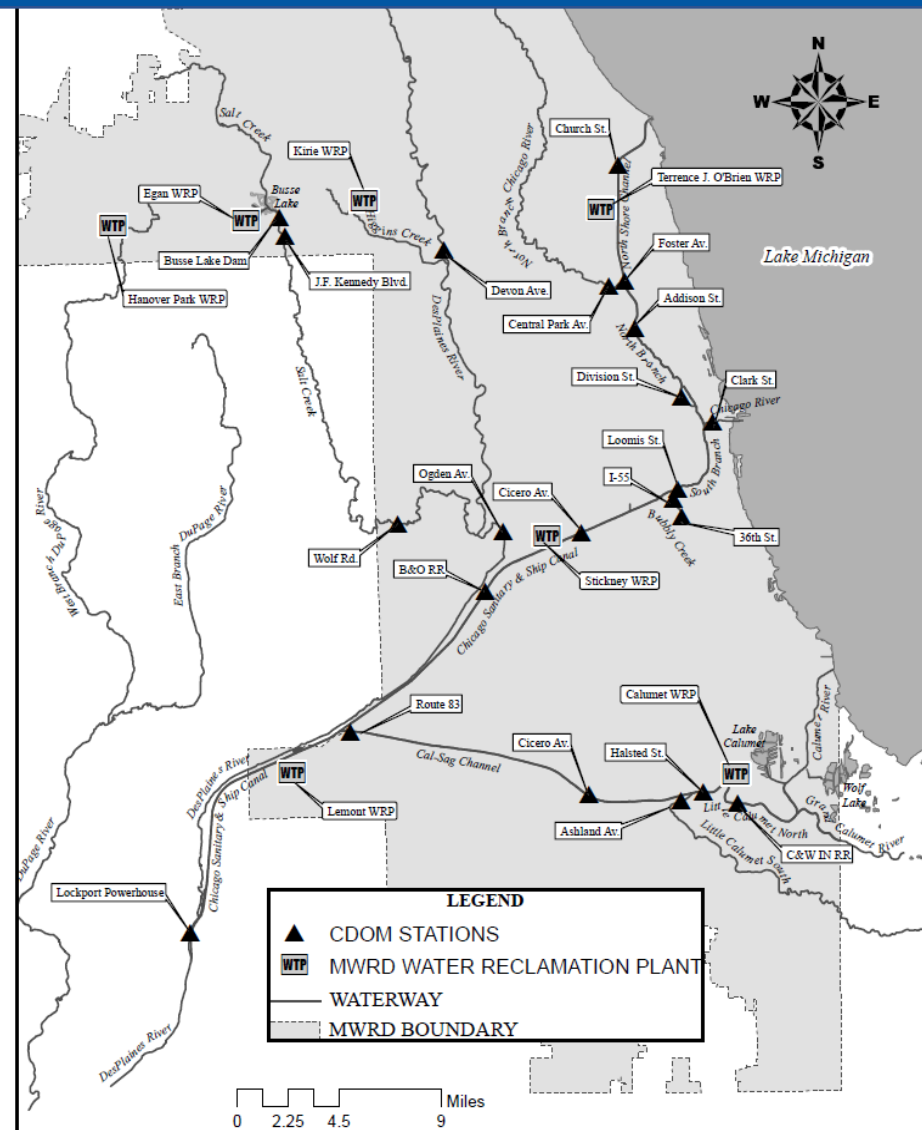 N
W
E
S
Church St.
Salt Creek
Kirie WRP
WTP
Terrence J. O'Brien WRP
WTP
North Shore Channel
North Branch Chicago River
Egan WRP
WTP
Busse
Lake
WTP
Higgins Creek
Foster Av.
Lake Michigan
Busse Lake Dam
J.F. Kennedy Blvd.
Devon Ave.
Hanover Park WRP
Addison St.
Central Park Av.
DesPlaines River
North Branch
Division St.
Clark St.
Chicago River
Salt Creek
Loomis St.
Ogden Av.
Cicero Av.
I-55
South Branch
West Branch DuPage River
East Branch DuPage River
WTP
Bubbly Creek
36th St.
Wolf Rd.
B&O RR
Stickney WRP
Chicago Sanitary & Ship Canal
Calumet WRP
Route 83
Lake
Calumet
Calumet River
Cicero Av.
Halsted St.
Cal-Sag Channel
WTP
DesPlaines River
WTP
Wolf
Lake
Lemont WRP
Chicago Sanitary & Ship Canal
Little Calumet North
Grand Calumet River
Ashland Av.
Little Calumet South
C&W IN RR
DuPage River
Lockport Powerhouse
LEGEND
CDOM STATIONS
WTP MWRD WATER RECLAMATION PLANT
WATERWAY
MWRD BOUNDARY
DesPlaines River
Miles
0 2.25 4.5 9